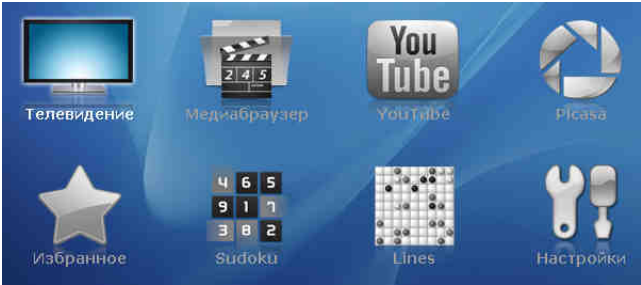 You
Tube
2 4 5
Телевидение
Медиабраузер
YouTube
Picasa
4 6 5
9 1 7
3 8 2
Избранное
Sudoku
Lines
Настройки